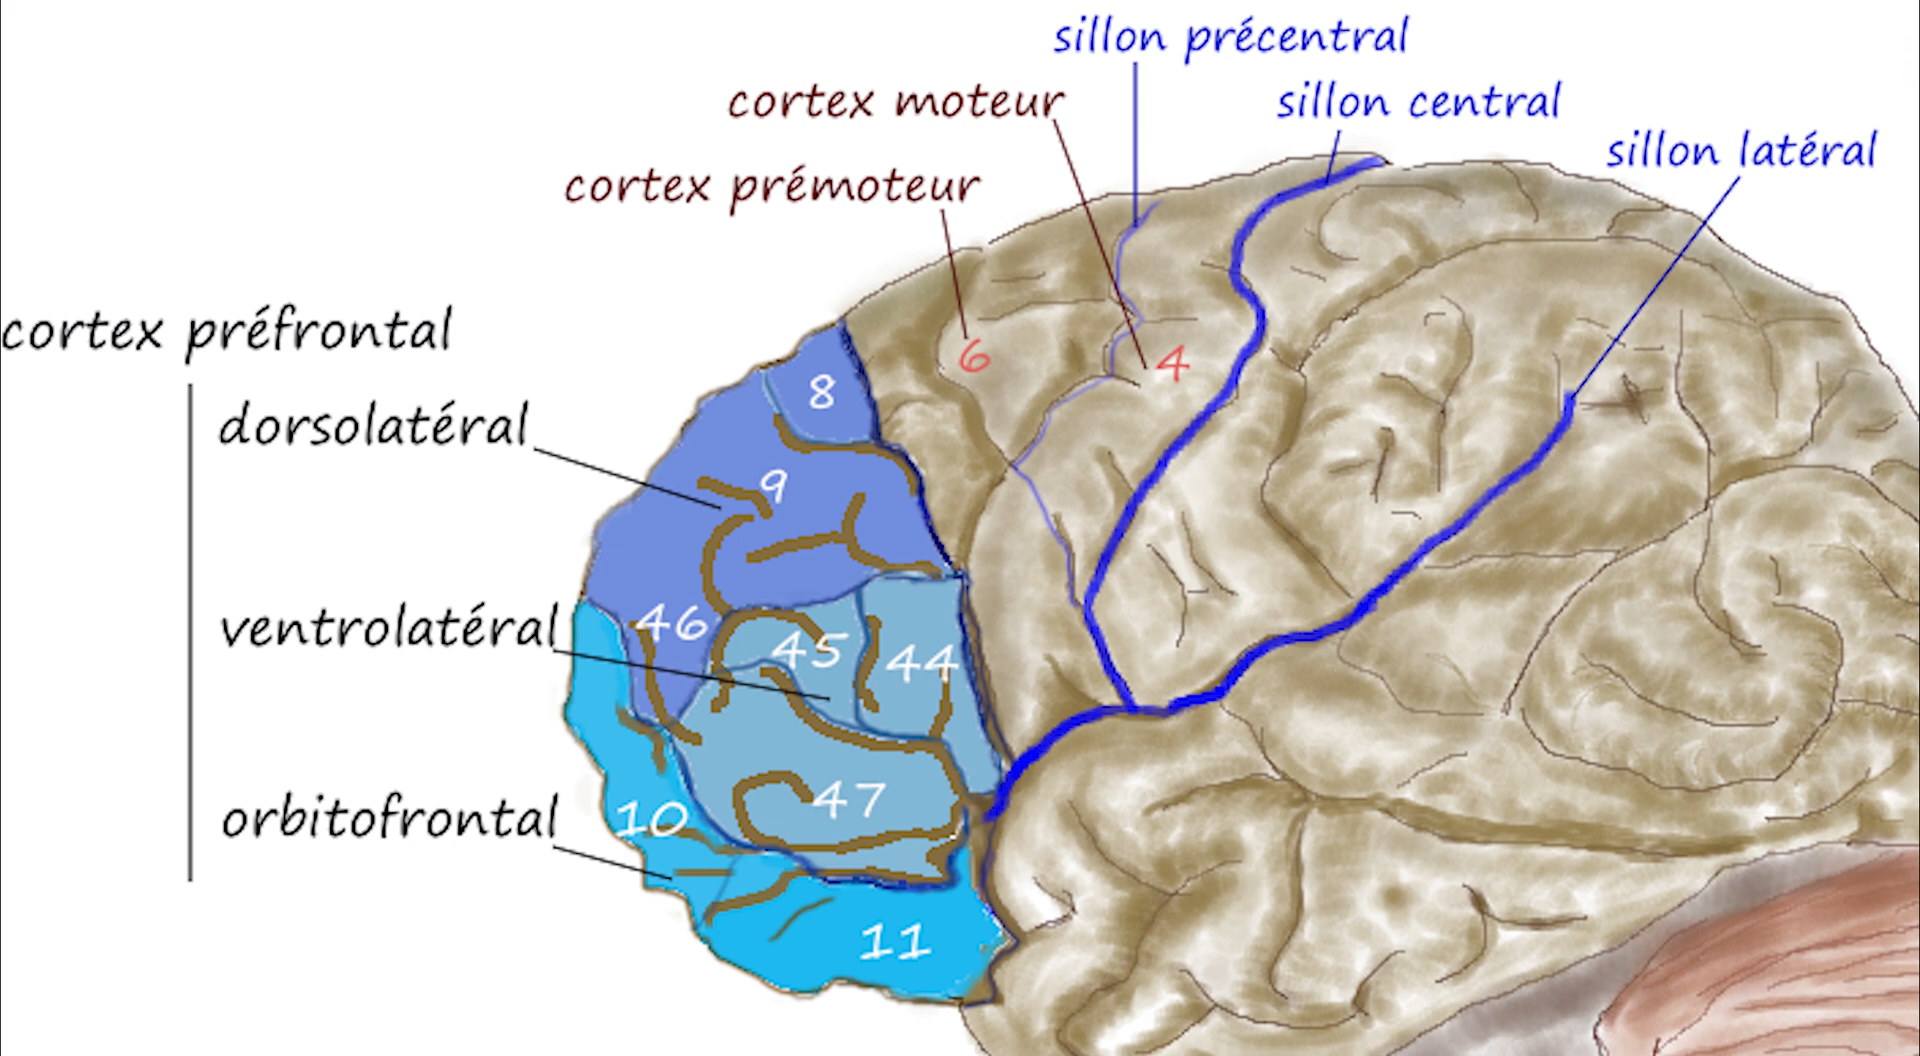 sillon précentral
cortex moteur
sillon central
sillon latéral
cortex prémoteur
cortex préfrontal
6
4
8
dorsolatéral
9
ventrolatéral
46
45
44
orbitofrontal
10
47
11